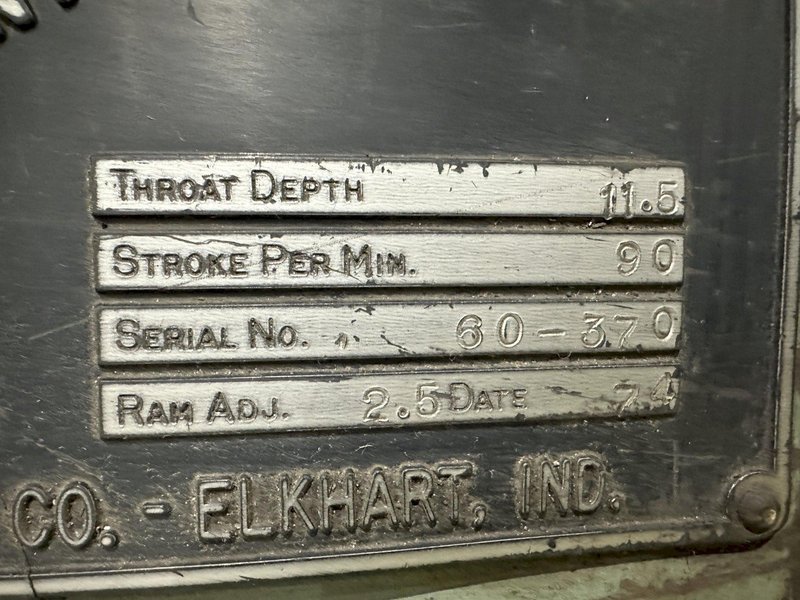 THROAT DEPTH 11.5
STROKE PER MIN. 90
SERIAL NO. 60-370
RAM ADJ. 2.5 DATE 74
CO. - ELKHART, IND.